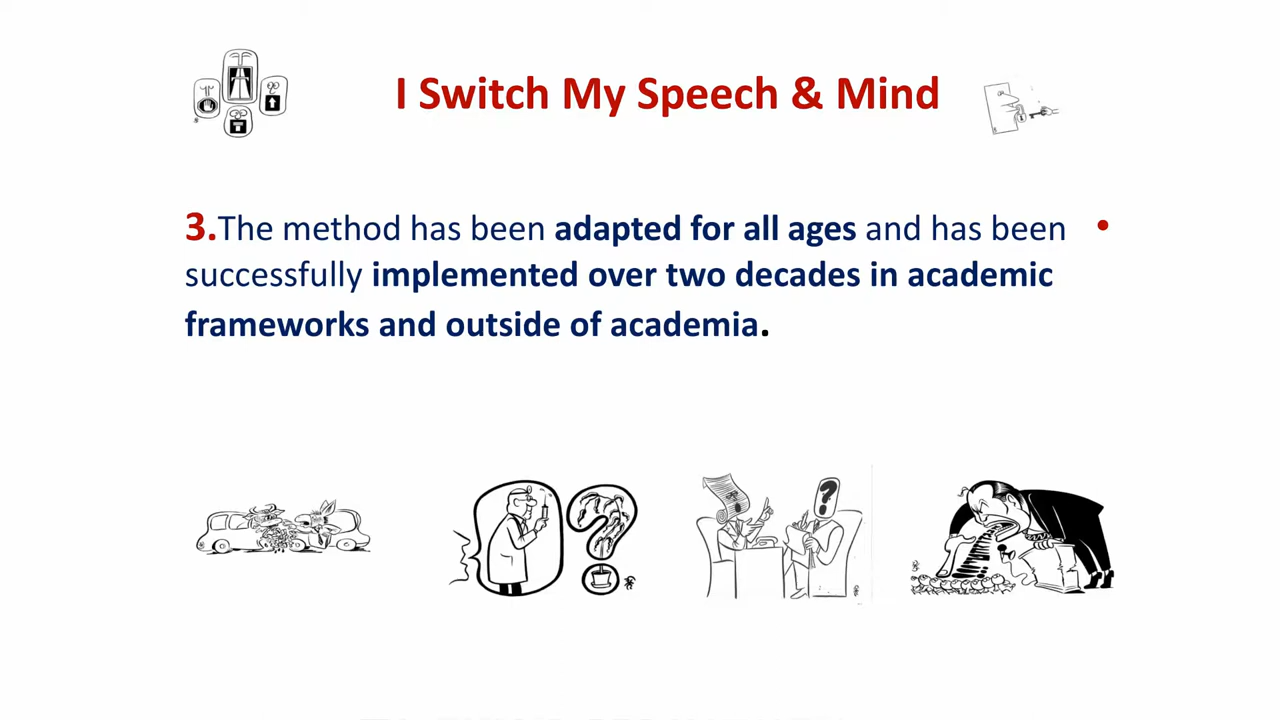 I Switch My Speech & Mind
3.The method has been adapted for all ages and has been
successfully implemented over two decades in academic
frameworks and outside of academia.